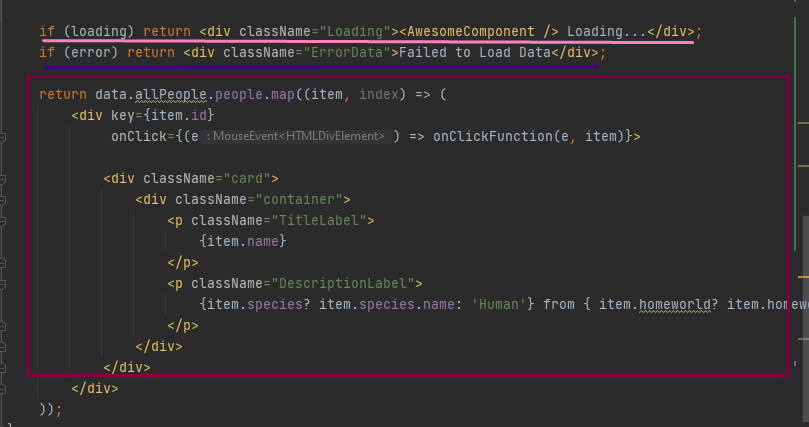 if (loading) return <div className="Loading"><AwesomeComponent /> Loading...</div>;
if (error) return <div className="ErrorData">Failed to Load Data</div>;
return data.allPeople.people.map((item, index) => (
<div key={item.id}
onClick={(e : MouseEvent<HTMLDivElement> ) => onClickFunction(e, item)}>
<div className="card">
<div className="container">
<p className="TitleLabel">
{item.name}
</p>
<p className="DescriptionLabel">
{item.species? item.species.name: 'Human'} from { item.homeworld? item.homew
</p>
</div>
</div>
</div>
));